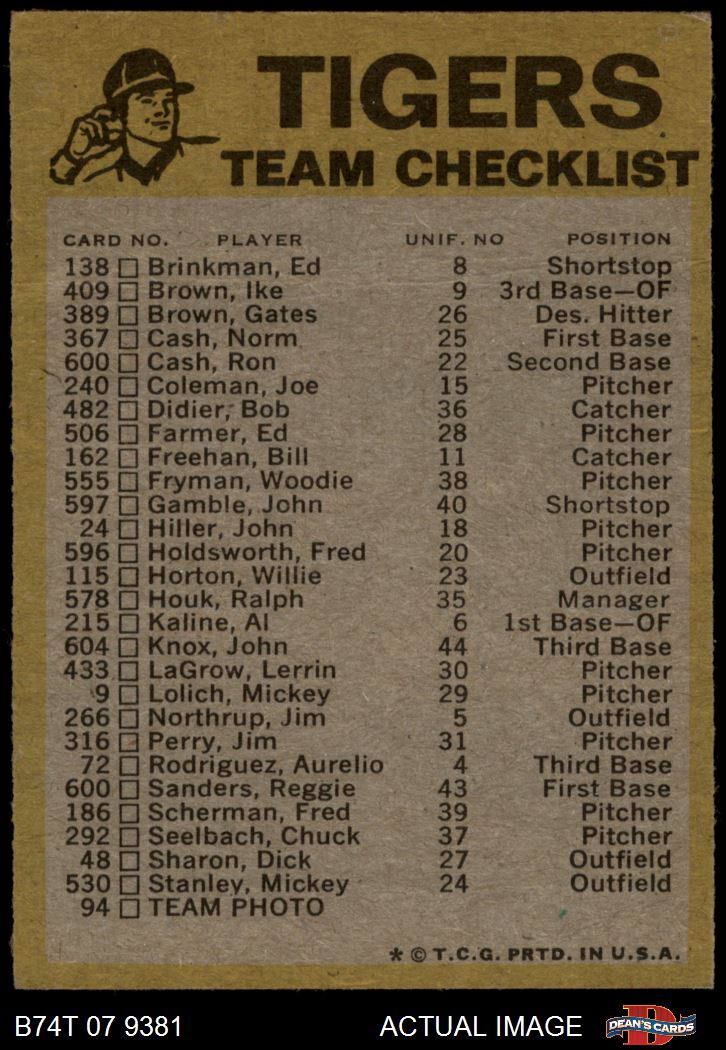 TIGERS
TEAM CHECKLIST
CARD NO. PLAYER UNIF. NO POSITION
138 Brinkman, Ed 8 Shortstop
409 Brown, Ike 9 3rd Base—OF
389 Brown, Gates 26 Des. Hitter
367 Cash, Norm 25 First Base
600 Cash, Ron 22 Second Base
240 Coleman, Joe 15 Pitcher
482 Didier, Bob 36 Catcher
506 Farmer, Ed 28 Pitcher
162 Freehan, Bill 11 Catcher
555 Fryman, Woodie 38 Pitcher
597 Gamble, John 40 Shortstop
24 Hiller, John 18 Pitcher
596 Holdsworth, Fred 20 Pitcher
115 Horton, Willie 23 Outfield
578 Houk, Ralph 35 Manager
215 Kaline, Al 6 1st Base—OF
604 Knox, John 44 Third Base
433 LaGrow, Lerrin 30 Pitcher
9 Lolich, Mickey 29 Pitcher
266 Northrup, Jim 5 Outfield
316 Perry, Jim 31 Pitcher
72 Rodriguez, Aurelio 4 Third Base
600 Sanders, Reggie 43 First Base
186 Scherman, Fred 39 Pitcher
292 Seelbach, Chuck 37 Pitcher
48 Sharon, Dick 27 Outfield
530 Stanley, Mickey 24 Outfield
94 TEAM PHOTO
* © T.C.G. PRTD. IN U.S.A.
B74T 07 9381 ACTUAL IMAGE D DEAN'S CARDS